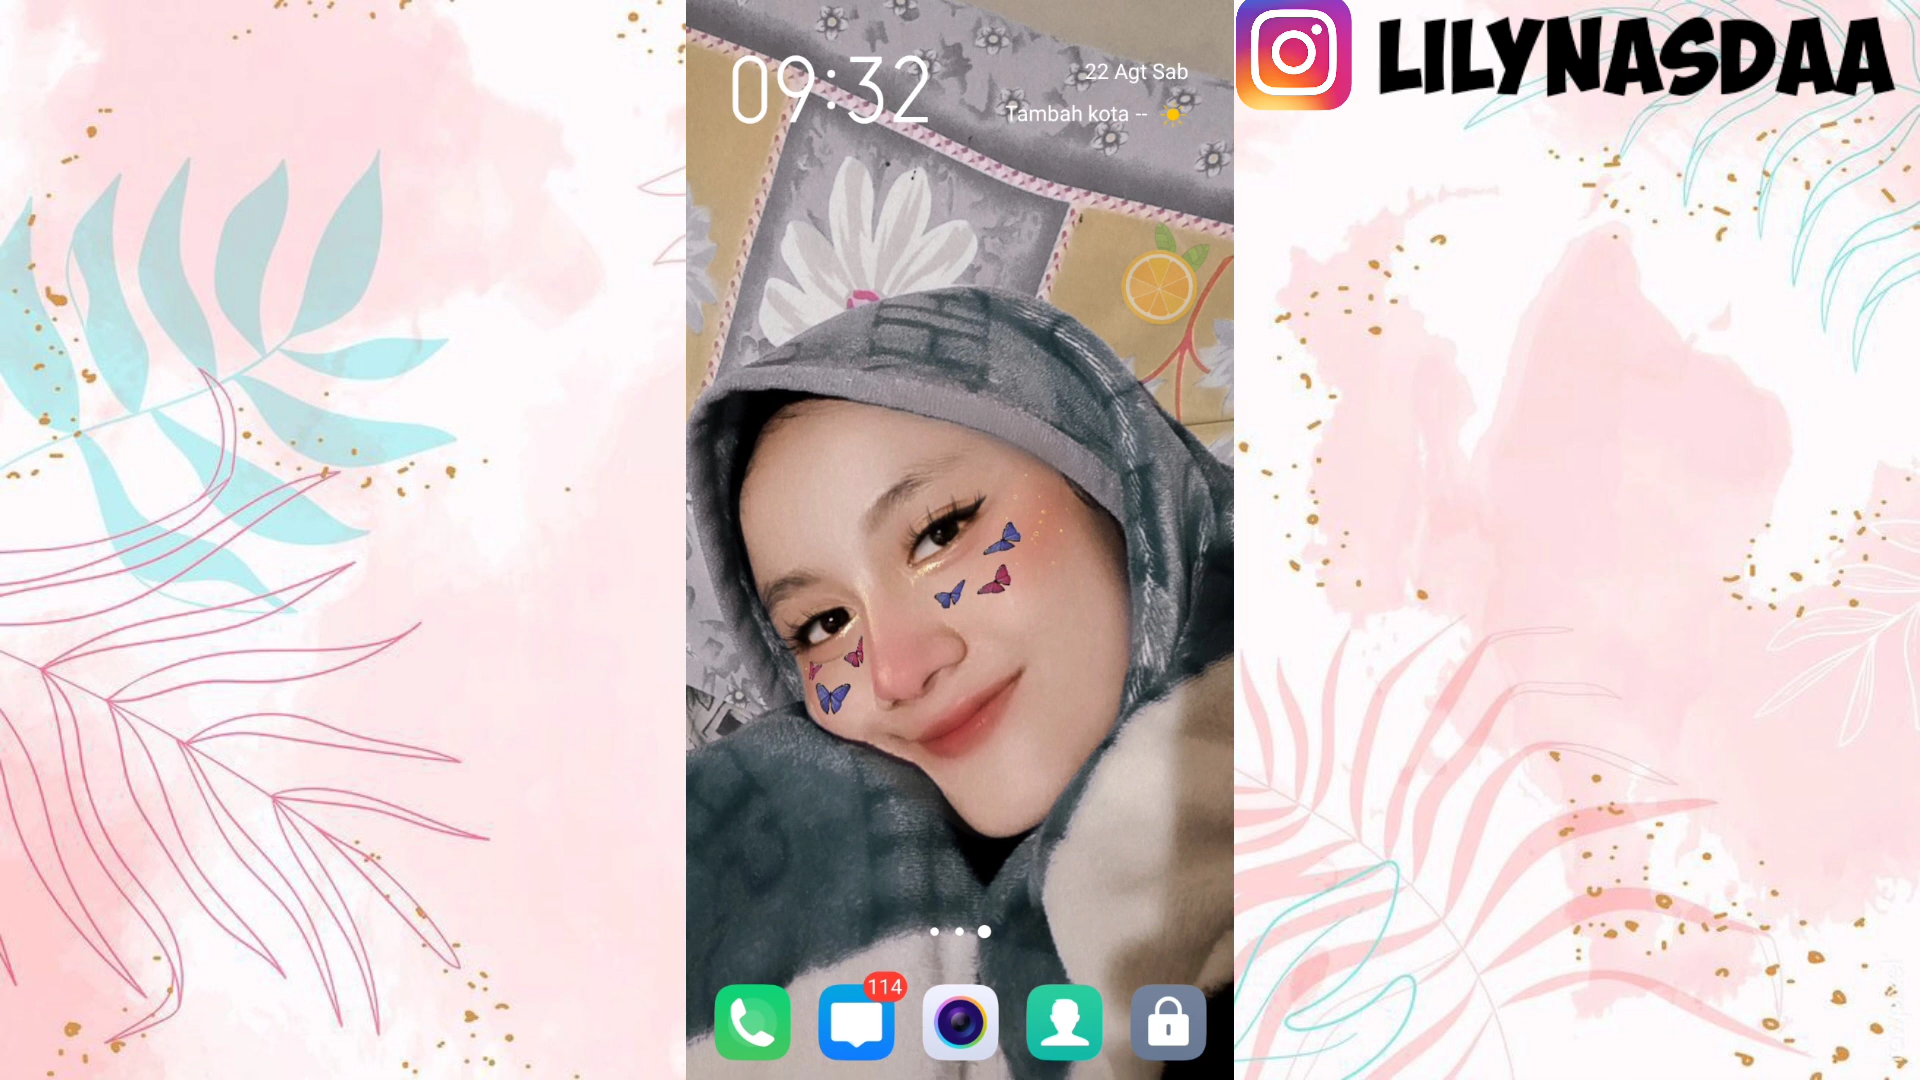 09:32
22 Agt Sab
Tambah kota --
LILYNASDAA
114